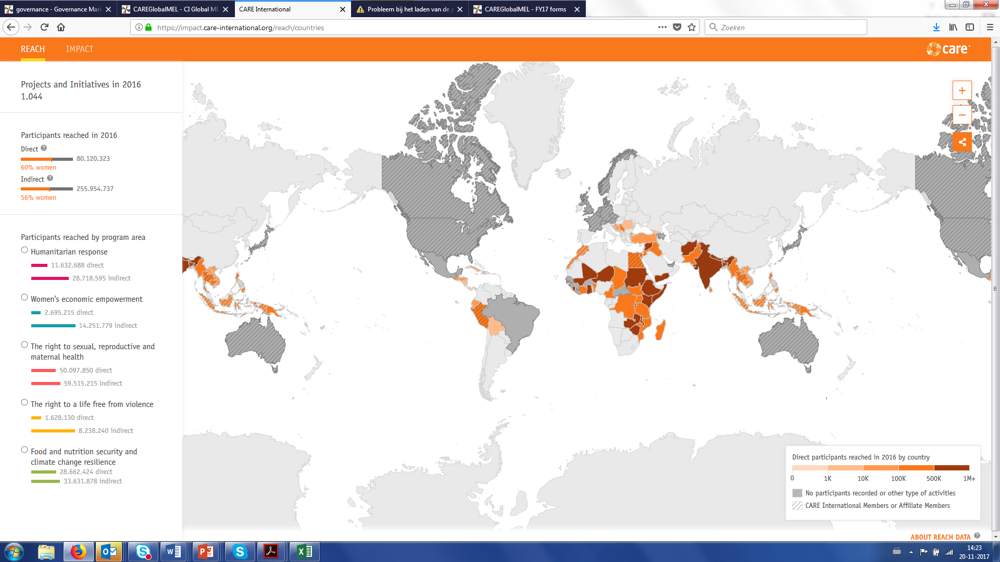 governance - Governance Mark
CAREGlobalMEL - CI Global ME
CARE International
Probleem bij het laden van de p
CAREGlobalMEL - FY17 forms
https://impact.care-international.org/reach/countries
Zoeken
REACH
IMPACT
care
Projects and Initiatives in 2016
1.044
Participants reached in 2016
Direct
80.120.323
60% women
Indirect
255.954.737
56% women
Participants reached by program area
Humanitarian response
11.632.688 direct
28.718.595 indirect
Women's economic empowerment
2.695.215 direct
14.251.779 indirect
The right to sexual, reproductive and
maternal health
50.097.850 direct
59.515.215 indirect
The right to a life free from violence
1.628.130 direct
8.238.240 indirect
Food and nutrition security and
climate change resilience
28.662.424 direct
33.631.878 indirect
Direct participants reached in 2016 by country
0 1K 10K 100K 500K 1M+
No participants recorded or other type of activities
CARE International Members or Affiliate Members
ABOUT REACH DATA
14:23
20-11-2017